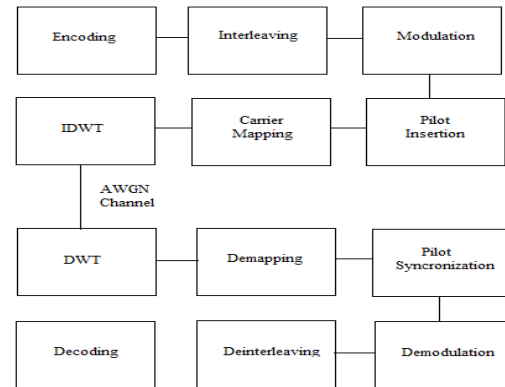 Encoding
Interleaving
Modulation
IDWT
Carrier
Mapping
Pilot
Insertion
AWGN
Channel
DWT
Demapping
Pilot
Syncronization
Decoding
Deinterleaving
Demodulation